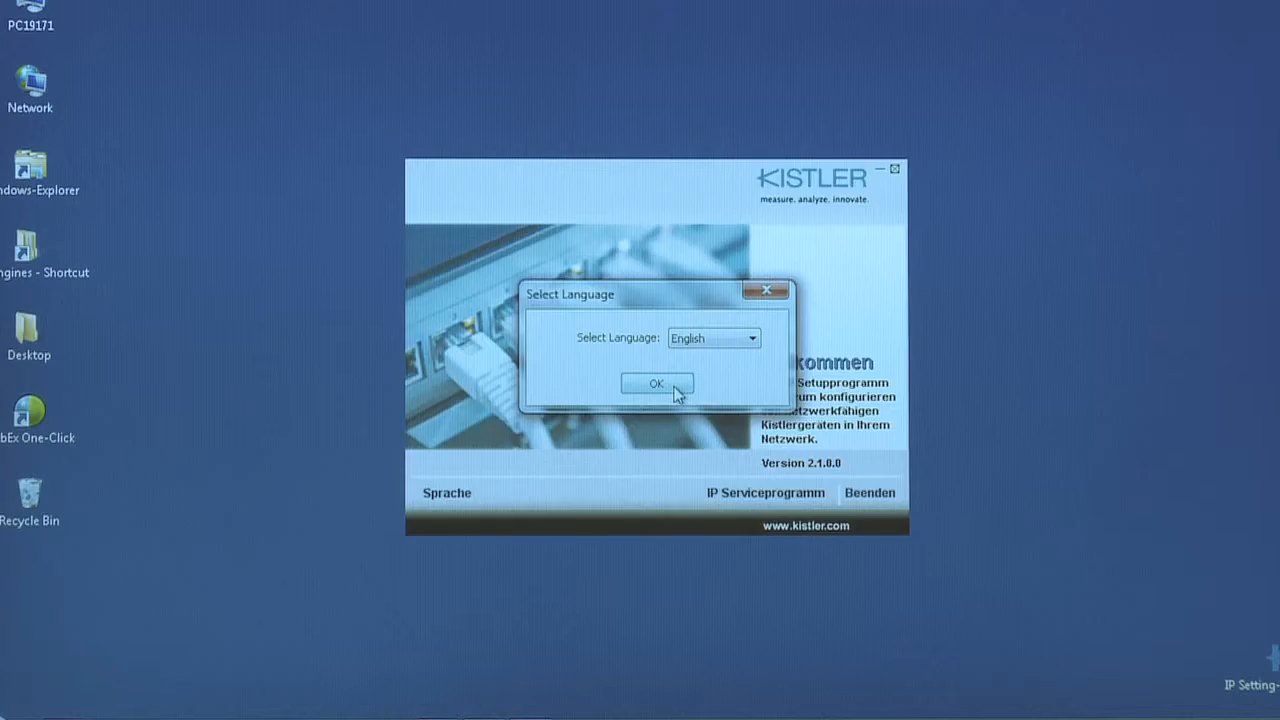 PC19171
Network
ndows-Explorer
ngines - Shortcut
Desktop
bEx One-Click
Recycle Bin
KISTLER
measure. analyze. innovate.
Select Language
Select Language: English
OK
kommen
Setupprogramm
um konfigurieren
tzwerkfähigen
Kistlergeräten in Ihrem
Netzwerk.
Version 2.1.0.0
Sprache
IP Serviceprogramm
Beenden
www.kistler.com
IP Setting-